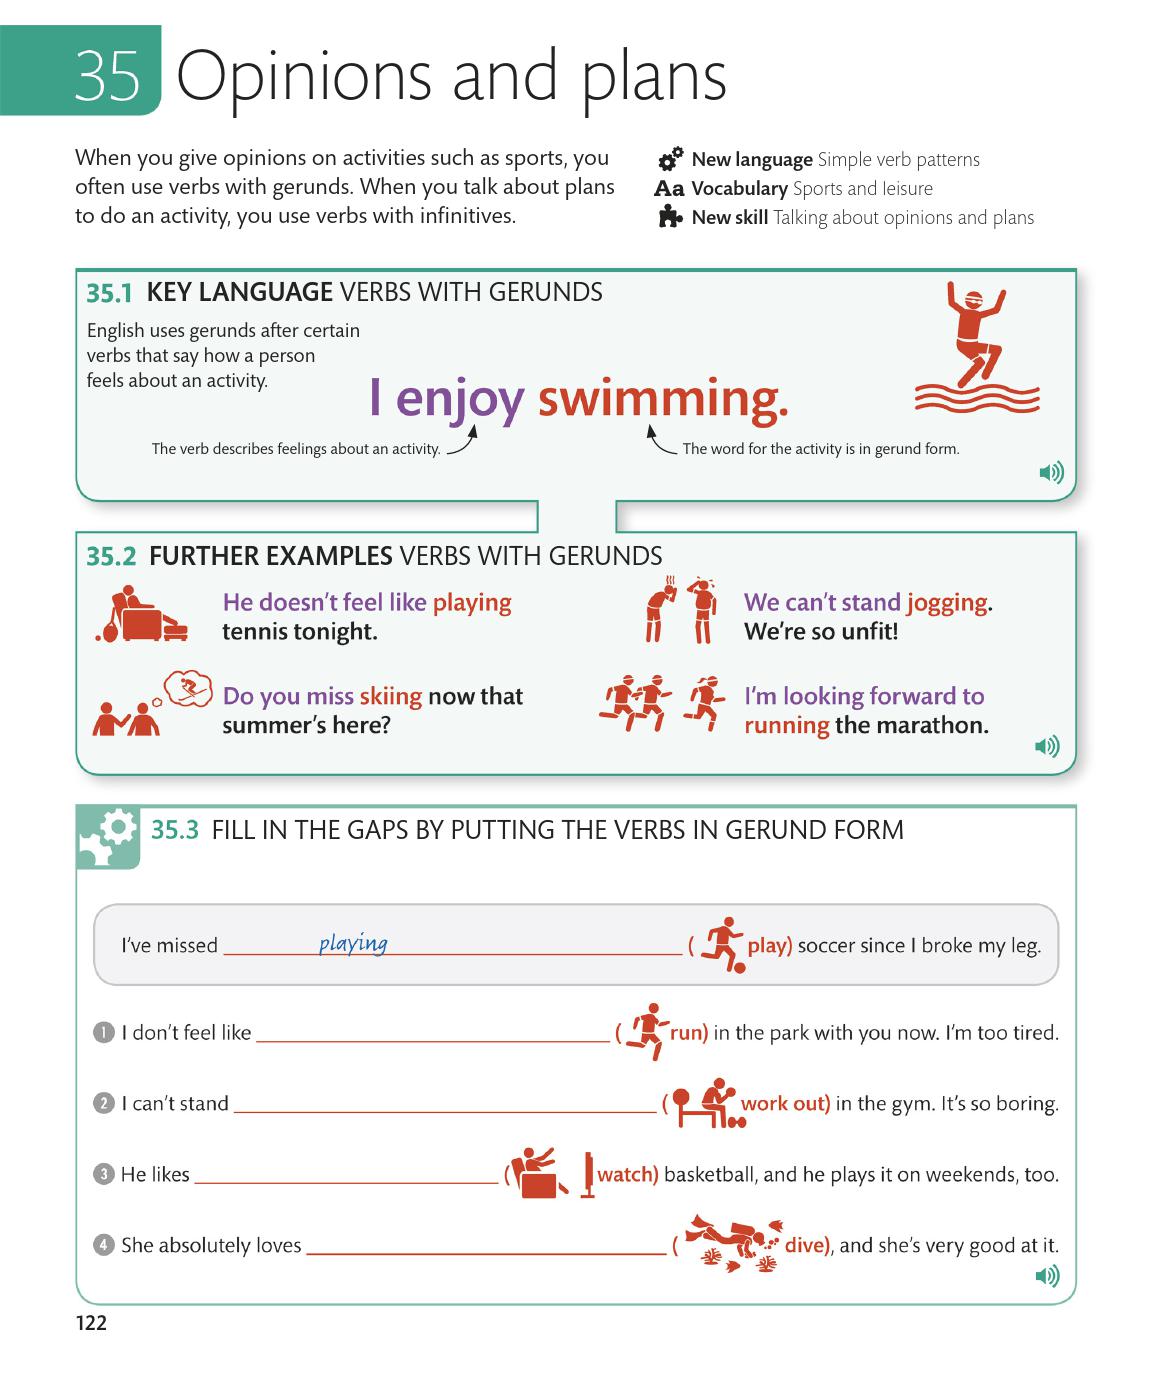 35 Opinions and plans
When you give opinions on activities such as sports, you
often use verbs with gerunds. When you talk about plans
to do an activity, you use verbs with infinitives.
New language Simple verb patterns
Aa Vocabulary Sports and leisure
New skill Talking about opinions and plans
35.1 KEY LANGUAGE VERBS WITH GERUNDS
English uses gerunds after certain
verbs that say how a person
feels about an activity.
I enjoy swimming.
The verb describes feelings about an activity.
The word for the activity is in gerund form.
35.2 FURTHER EXAMPLES VERBS WITH GERUNDS
He doesn't feel like playing
tennis tonight.
We can't stand jogging.
We're so unfit!
Do you miss skiing now that
summer's here?
I'm looking forward to
running the marathon.
35.3 FILL IN THE GAPS BY PUTTING THE VERBS IN GERUND FORM
I've missed playing (play) soccer since I broke my leg.
1 I don't feel like (run) in the park with you now. I'm too tired.
2 I can't stand (work out) in the gym. It's so boring.
3 He likes (watch) basketball, and he plays it on weekends, too.
4 She absolutely loves (dive), and she's very good at it.
122